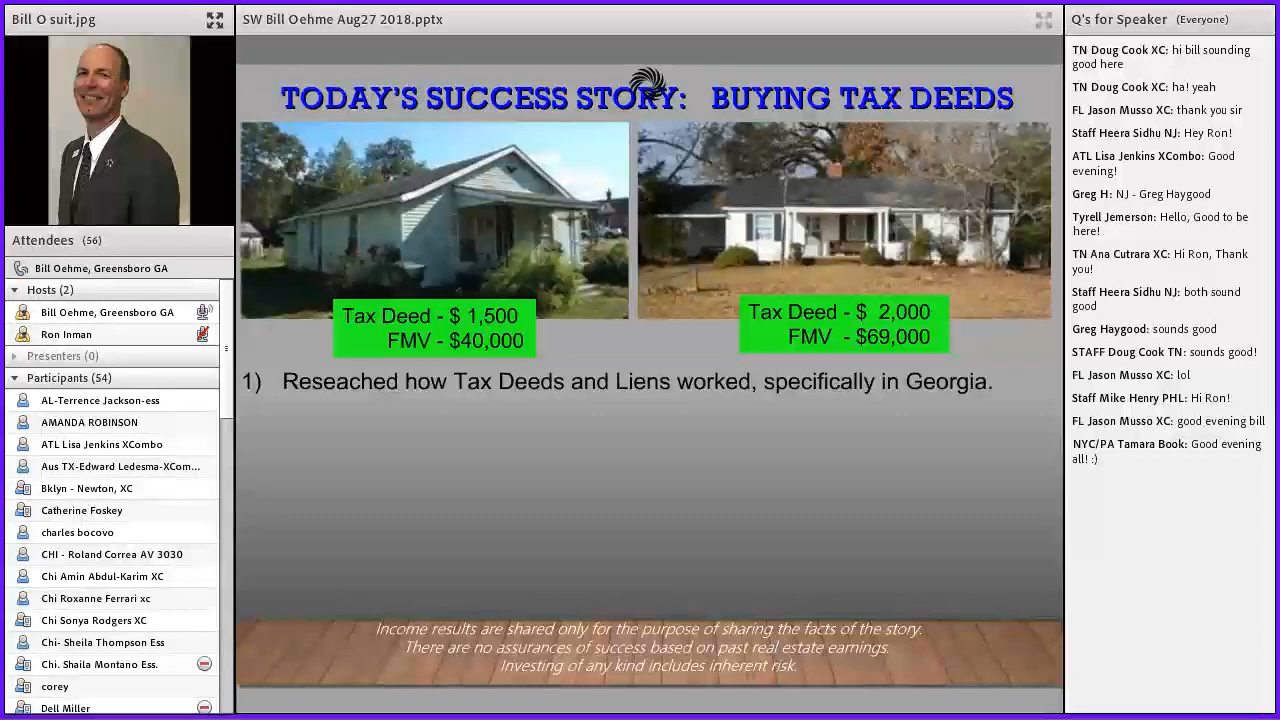 Bill O suit.jpg
Attendees (56)
Bill Oehme, Greensboro GA
Hosts (2)
Bill Oehme, Greensboro GA
Ron Inman
Presenters (0)
Participants (54)
AL-Terrence Jackson-ess
AMANDA ROBINSON
ATL Lisa Jenkins XCombo
Aus TX-Edward Ledesma-XCom...
Bklyn - Newton, XC
Catherine Foskey
charles bocovo
CHI - Roland Correa AV 3030
Chi Amin Abdul-Karim XC
Chi Roxanne Ferrari xc
Chi Sonya Rodgers XC
Chi- Sheila Thompson Ess
Chi. Shaila Montano Ess.
corey
Dell Miller
SW Bill Oehme Aug27 2018.pptx
TODAY'S SUCCESS STORY: BUYING TAX DEEDS
Tax Deed - $ 1,500
FMV - $40,000
Tax Deed - $ 2,000
FMV - $69,000
1) Reseached how Tax Deeds and Liens worked, specifically in Georgia.
Income results are shared only for the purpose of sharing the facts of the story.
There are no assurances of success based on past real estate earnings.
Investing of any kind includes inherent risk.
Q's for Speaker (Everyone)
TN Doug Cook XC: hi bill sounding
good here
TN Doug Cook XC: ha! yeah
FL Jason Musso XC: thank you sir
Staff Heera Sidhu NJ: Hey Ron!
ATL Lisa Jenkins XCombo: Good
evening!
Greg H: NJ - Greg Haygood
Tyrell Jemerson: Hello, Good to be
here!
TN Ana Cutrara XC: Hi Ron, Thank
you!
Staff Heera Sidhu NJ: both sound
good
Greg Haygood: sounds good
STAFF Doug Cook TN: sounds good!
FL Jason Musso XC: lol
Staff Mike Henry PHL: Hi Ron!
FL Jason Musso XC: good evening bill
NYC/PA Tamara Book: Good evening
all! :)